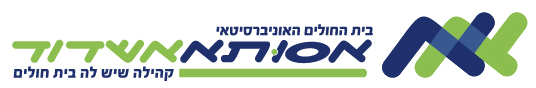 בית החולים האוניברסיטאי
אסותא אשדוד
קהילה שיש לה בית חולים